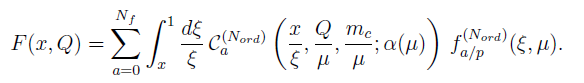 F(x, Q) = \sum_{a=0}^{N_f} \int_x^1 \frac{d\xi}{\xi} \mathcal{C}_a^{(N_{ord})} \left( \frac{x}{\xi}, \frac{Q}{\mu}, \frac{m_c}{\mu}; \alpha(\mu) \right) f_{a/p}^{(N_{ord})}(\xi, \mu).